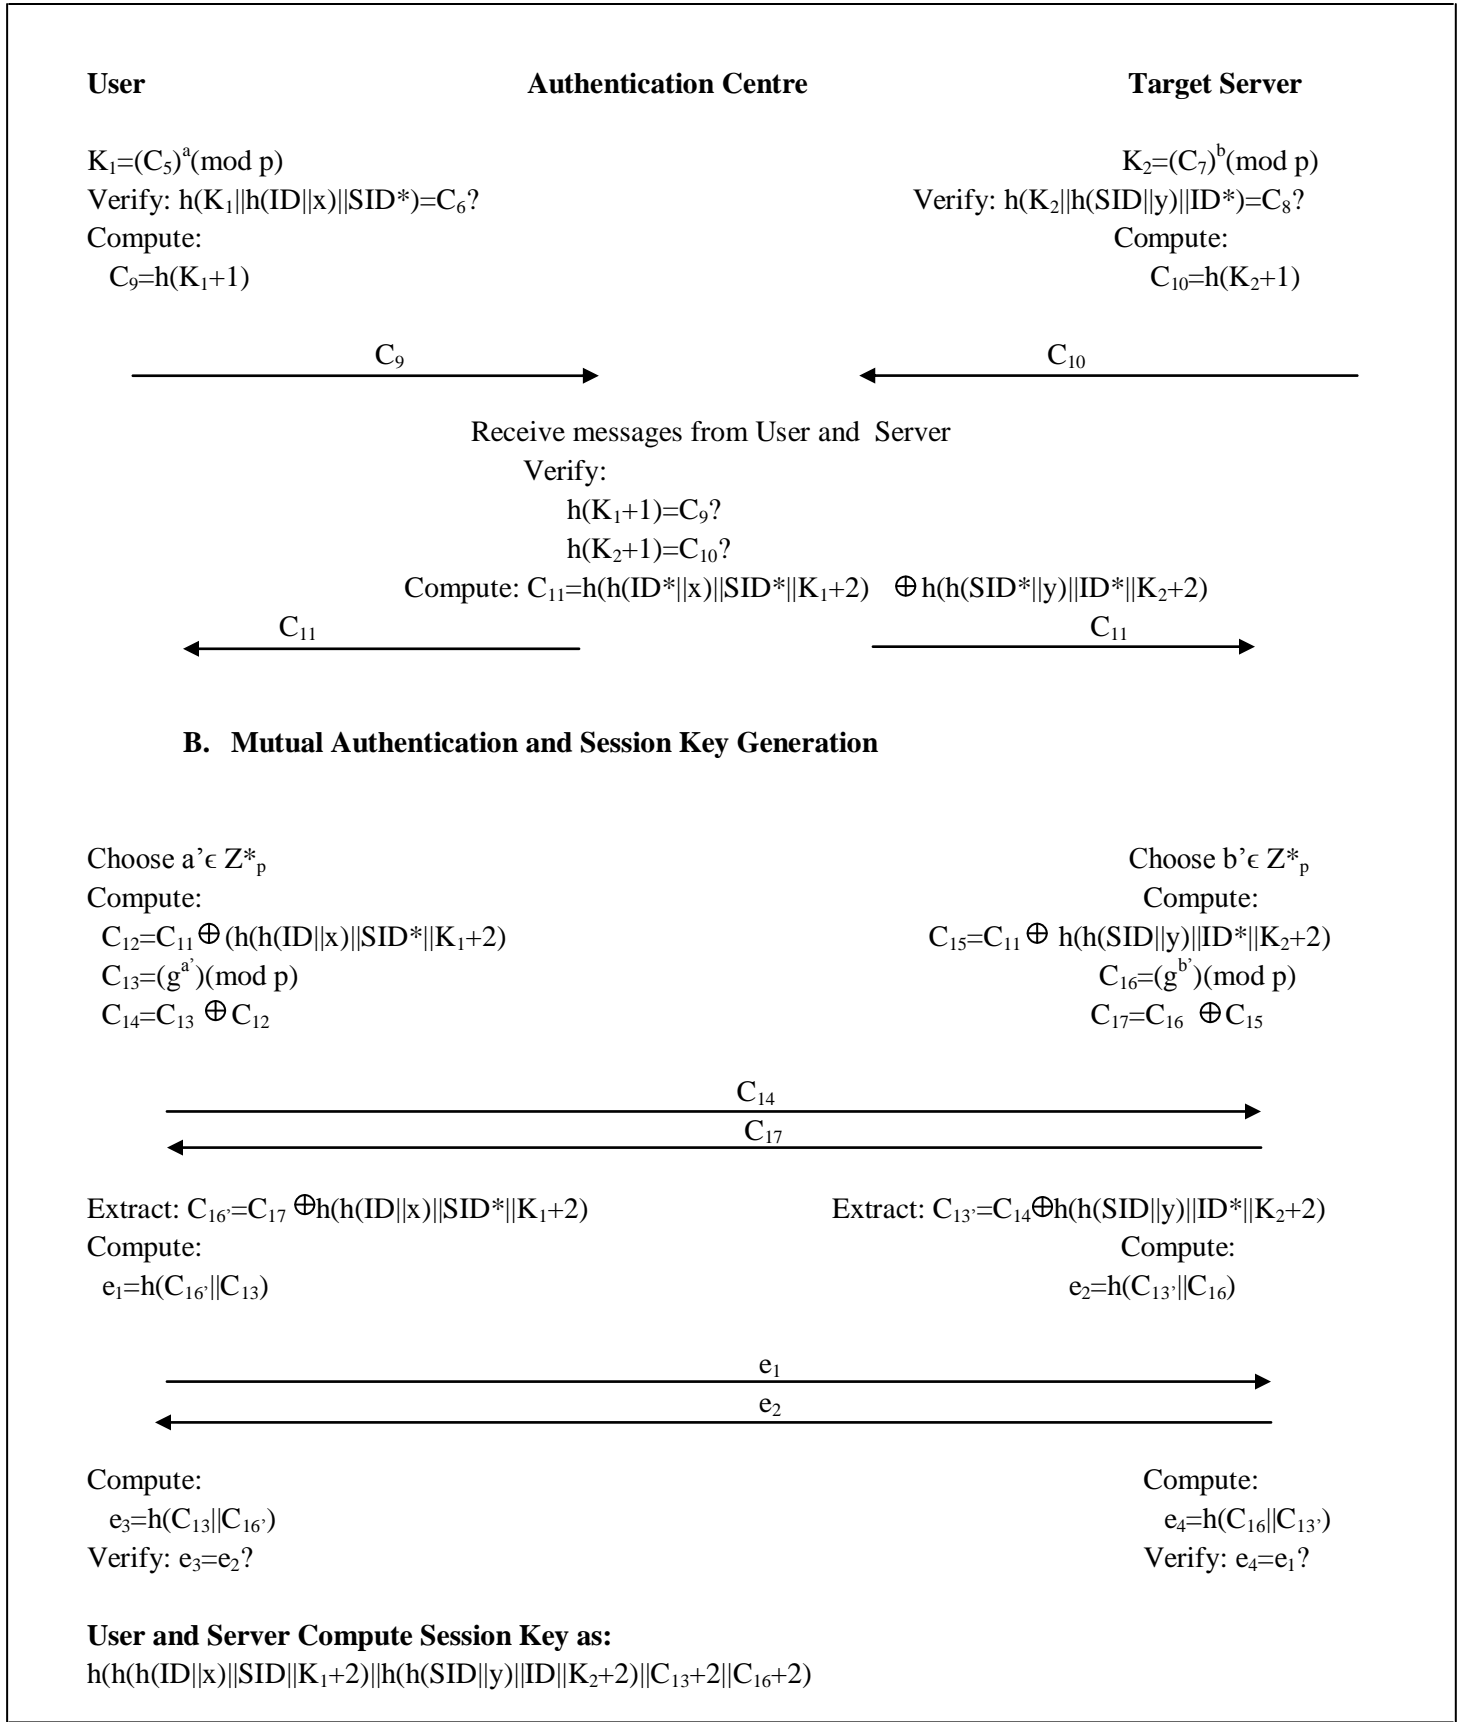 User Authentication Centre Target Server
K₁=(C₅)ᵃ(mod p) K₂=(C₇)ᵇ(mod p)
Verify: h(K₁||h(ID||x)||SID*)=C₆? Verify: h(K₂||h(SID||y)||ID*)=C₈?
Compute: Compute:
C₉=h(K₁+1) C₁₀=h(K₂+1)
C₉ C₁₀
Receive messages from User and Server
Verify:
h(K₁+1)=C₉?
h(K₂+1)=C₁₀?
Compute: C₁₁=h(h(ID*||x)||SID*||K₁+2) ⊕h(h(SID*||y)||ID*||K₂+2)
C₁₁ C₁₁
B. Mutual Authentication and Session Key Generation
Choose a’ϵ Z*ₚ Choose b’ϵ Z*ₚ
Compute: Compute:
C₁₂=C₁₁⊕(h(h(ID||x)||SID*||K₁+2) C₁₅=C₁₁⊕ h(h(SID||y)||ID*||K₂+2)
C₁₃=(gᵃ’)(mod p) C₁₆=(gᵇ’)(mod p)
C₁₄=C₁₃ ⊕C₁₂ C₁₇=C₁₆ ⊕C₁₅
C₁₄
C₁₇
Extract: C₁₆’=C₁₇ ⊕h(h(ID||x)||SID*||K₁+2) Extract: C₁₃’=C₁₄⊕h(h(SID||y)||ID*||K₂+2)
Compute: Compute:
e₁=h(C₁₆’||C₁₃) e₂=h(C₁₃’||C₁₆)
e₁
e₂
Compute: Compute:
e₃=h(C₁₃||C₁₆’) e₄=h(C₁₆||C₁₃’)
Verify: e₃=e₂? Verify: e₄=e₁?
User and Server Compute Session Key as:
h(h(h(ID||x)||SID||K₁+2)||h(h(SID||y)||ID||K₂+2)||C₁₃+2||C₁₆+2)